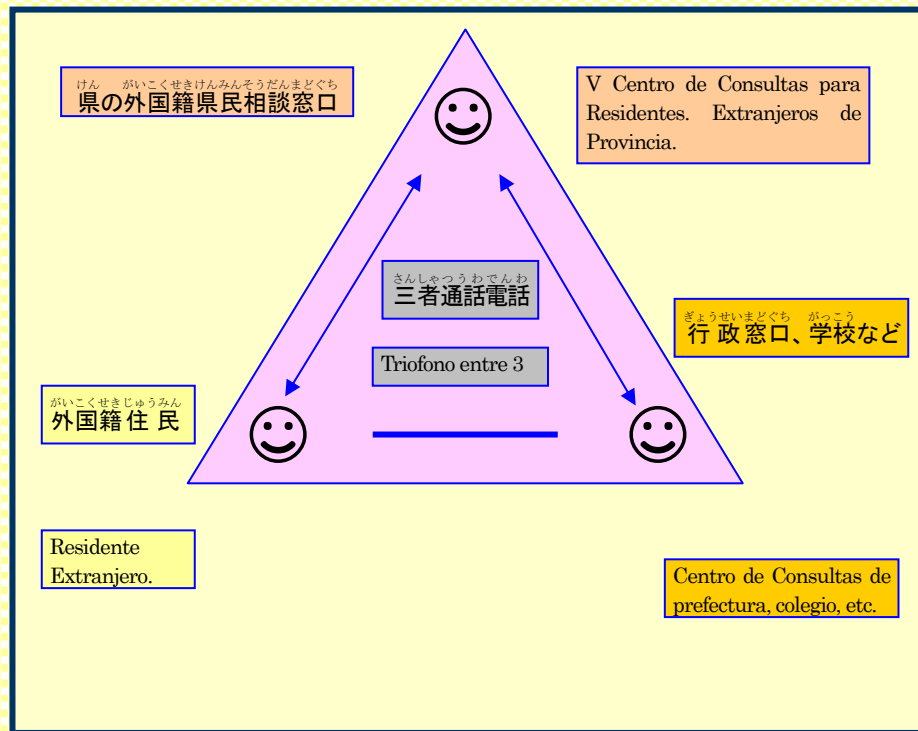 けん がいこくせきけんみんそうだんまどぐち
県の外国籍県民相談窓口
V Centro de Consultas para
Residentes. Extranjeros de
Provincia.
さんしゃつうわでんわ
三者通話電話
Triofono entre 3
ぎょうせいまどぐち がっこう
行政窓口、学校など
がいこくせきじゅうみん
外国籍住民
Residente
Extranjero.
Centro de Consultas de
prefectura, colegio, etc.